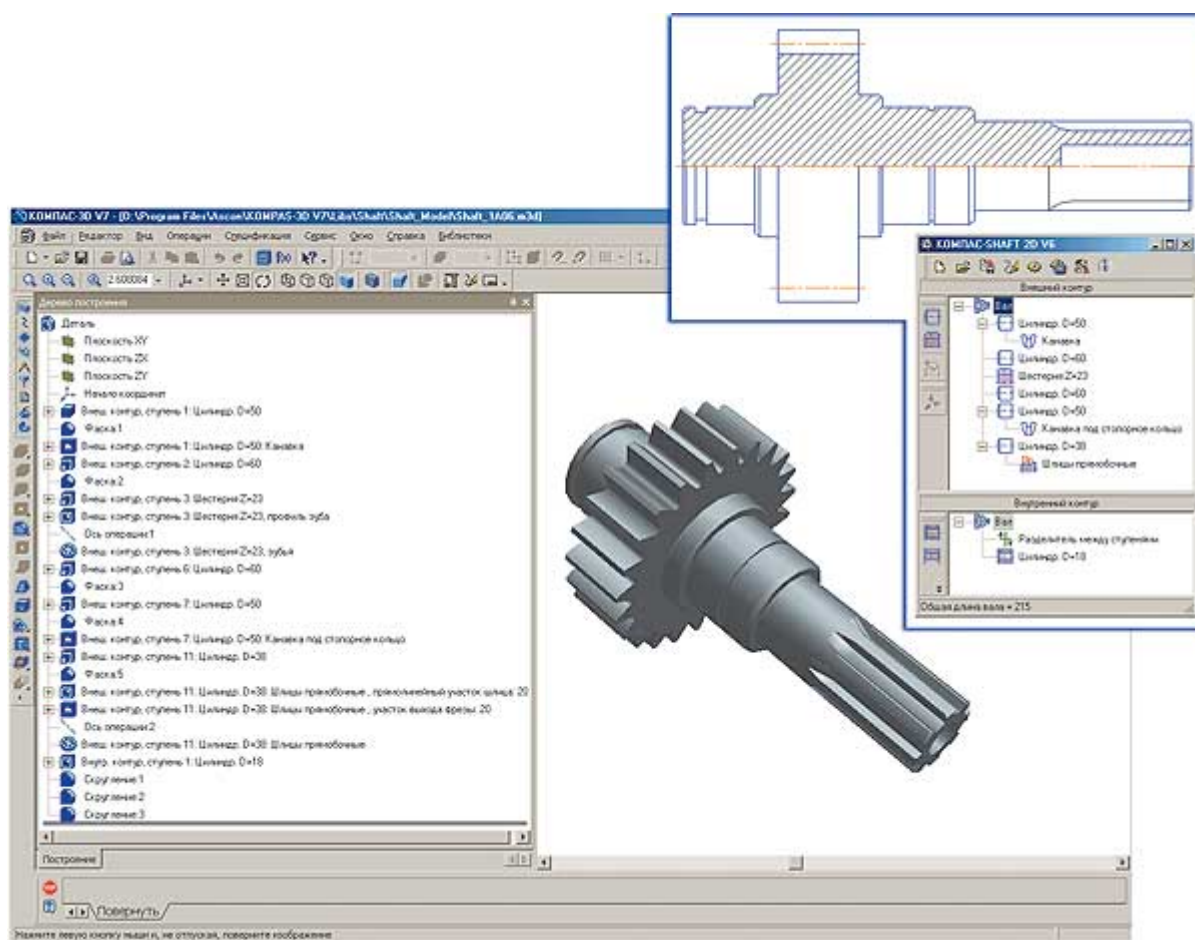 КОМПАС-3D V7 - [D:\Program Files\Ascon\KOMPAS-3D V7\Libs\Shaft\Shaft_Model\Shaft_1A06.m3d]
Файл Редактор Вид Операции Спецификация Сервис Окно Справка Библиотеки
2.600084
Дерево построения
Деталь
Плоскость XY
Плоскость ZX
Плоскость ZY
Начало координат
Внеш. контур, ступень 1: Цилиндр. D=50
Фаска:1
Внеш. контур, ступень 1: Цилиндр. D=50: Канавка
Внеш. контур, ступень 2: Цилиндр. D=60
Фаска:2
Внеш. контур, ступень 3: Шестерня Z=23
Внеш. контур, ступень 3: Шестерня Z=23, профиль зуба
Ось операции:1
Внеш. контур, ступень 3: Шестерня Z=23, зубья
Внеш. контур, ступень 6: Цилиндр. D=60
Фаска:3
Внеш. контур, ступень 7: Цилиндр. D=50
Фаска:4
Внеш. контур, ступень 7: Цилиндр. D=50: Канавка под стопорное кольцо
Внеш. контур, ступень 11: Цилиндр. D=38
Фаска:5
Внеш. контур, ступень 11: Цилиндр. D=38: Шлицы прямобочные , прямолинейный участок шлица: 20
Внеш. контур, ступень 11: Цилиндр. D=38: Шлицы прямобочные , участок выхода фрезы: 20
Ось операции:2
Внеш. контур, ступень 11: Цилиндр. D=38: Шлицы прямобочные
Внутр. контур, ступень 1: Цилиндр. D=18
Скругление:1
Скругление:2
Скругление:3
Построение
STOP
Повернуть
Нажмите левую кнопку мыши и, не отпуская, поверните изображение
КОМПАС-SHAFT 2D V6
Внешний контур
Вал
Цилиндр. D=50
Канавка
Цилиндр. D=60
Шестерня Z=23
Цилиндр. D=60
Цилиндр. D=50
Канавка под стопорное кольцо
Цилиндр. D=38
Шлицы прямобочные
Внутренний контур
Вал
Разделитель между ступенями
Цилиндр. D=18
Общая длина вала = 215